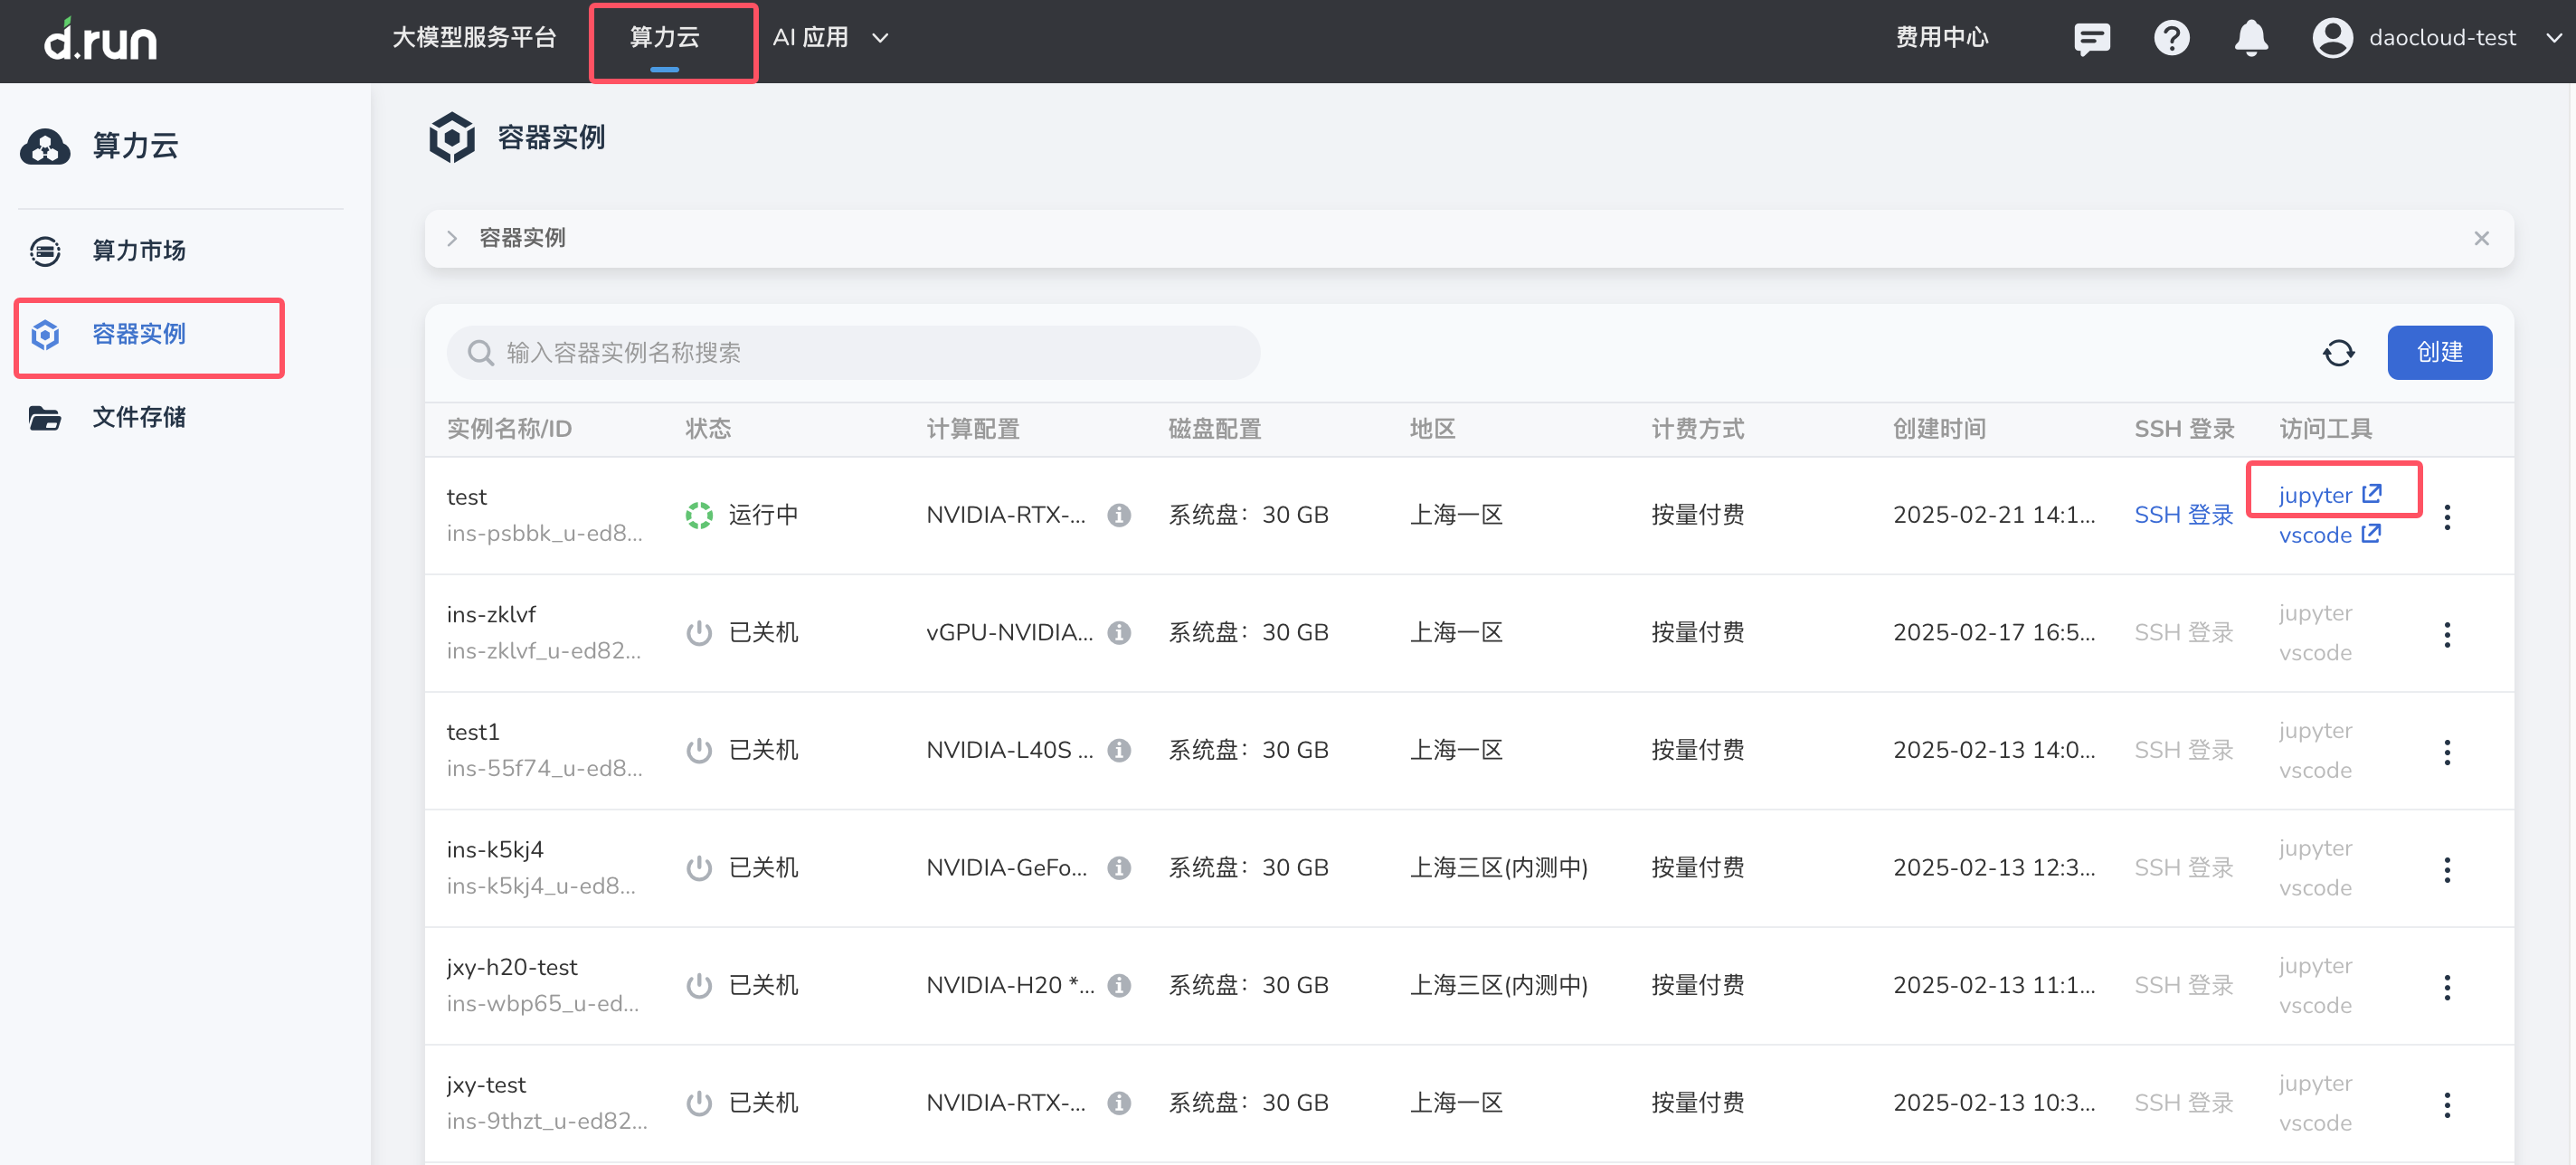 d.run
大模型服务平台
算力云
AI 应用
费用中心
daocloud-test
算力云
算力市场
容器实例
文件存储
容器实例
容器实例
输入容器实例名称搜索
创建
实例名称/ID 状态 计算配置 磁盘配置 地区 计费方式 创建时间 SSH 登录 访问工具
test
ins-psbbk_u-ed8...
运行中 NVIDIA-RTX-... 系统盘：30 GB 上海一区 按量付费 2025-02-21 14:1... SSH 登录
jupyter
vscode
ins-zklvf
ins-zklvf_u-ed82...
已关机 vGPU-NVIDIA... 系统盘：30 GB 上海一区 按量付费 2025-02-17 16:5... SSH 登录
jupyter
vscode
test1
ins-55f74_u-ed8...
已关机 NVIDIA-L40S ... 系统盘：30 GB 上海一区 按量付费 2025-02-13 14:0... SSH 登录
jupyter
vscode
ins-k5kj4
ins-k5kj4_u-ed8...
已关机 NVIDIA-GeFo... 系统盘：30 GB 上海三区(内测中) 按量付费 2025-02-13 12:3... SSH 登录
jupyter
vscode
jxy-h20-test
ins-wbp65_u-ed...
已关机 NVIDIA-H20 *... 系统盘：30 GB 上海三区(内测中) 按量付费 2025-02-13 11:1... SSH 登录
jupyter
vscode
jxy-test
ins-9thzt_u-ed82...
已关机 NVIDIA-RTX-... 系统盘：30 GB 上海一区 按量付费 2025-02-13 10:3... SSH 登录
jupyter
vscode